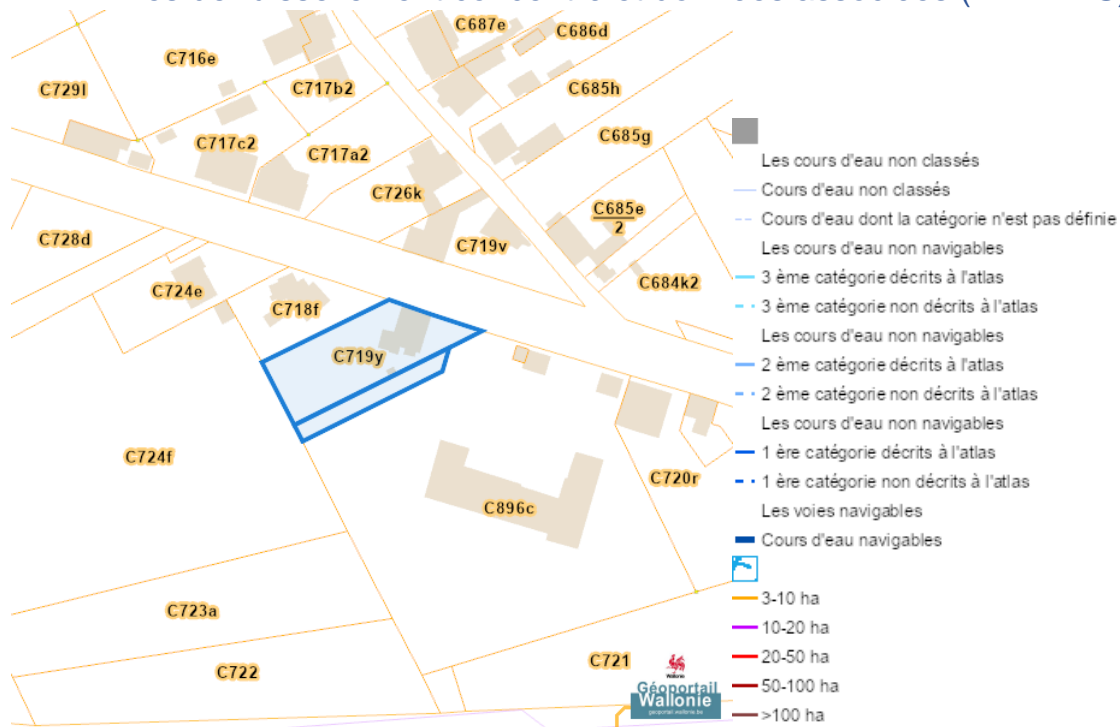 C687e
C686d
C716e
C729l
C717b2
C685h
C717c2
C717a2
C685g
C726k
C685e
2
C728d
C719v
C724e
C718f
C684k2
C719y
C724f
C720r
C896c
C723a
C722
C721
Wallonie
Géoportail
Wallonie
geoportail.wallonie.be
Les cours d'eau non classés
Cours d'eau non classés
Cours d'eau dont la catégorie n'est pas définie
Les cours d'eau non navigables
3 ème catégorie décrits à l'atlas
3 ème catégorie non décrits à l'atlas
Les cours d'eau non navigables
2 ème catégorie décrits à l'atlas
2 ème catégorie non décrits à l'atlas
Les cours d'eau non navigables
1 ère catégorie décrits à l'atlas
1 ère catégorie non décrits à l'atlas
Les voies navigables
Cours d'eau navigables
3-10 ha
10-20 ha
20-50 ha
50-100 ha
>100 ha